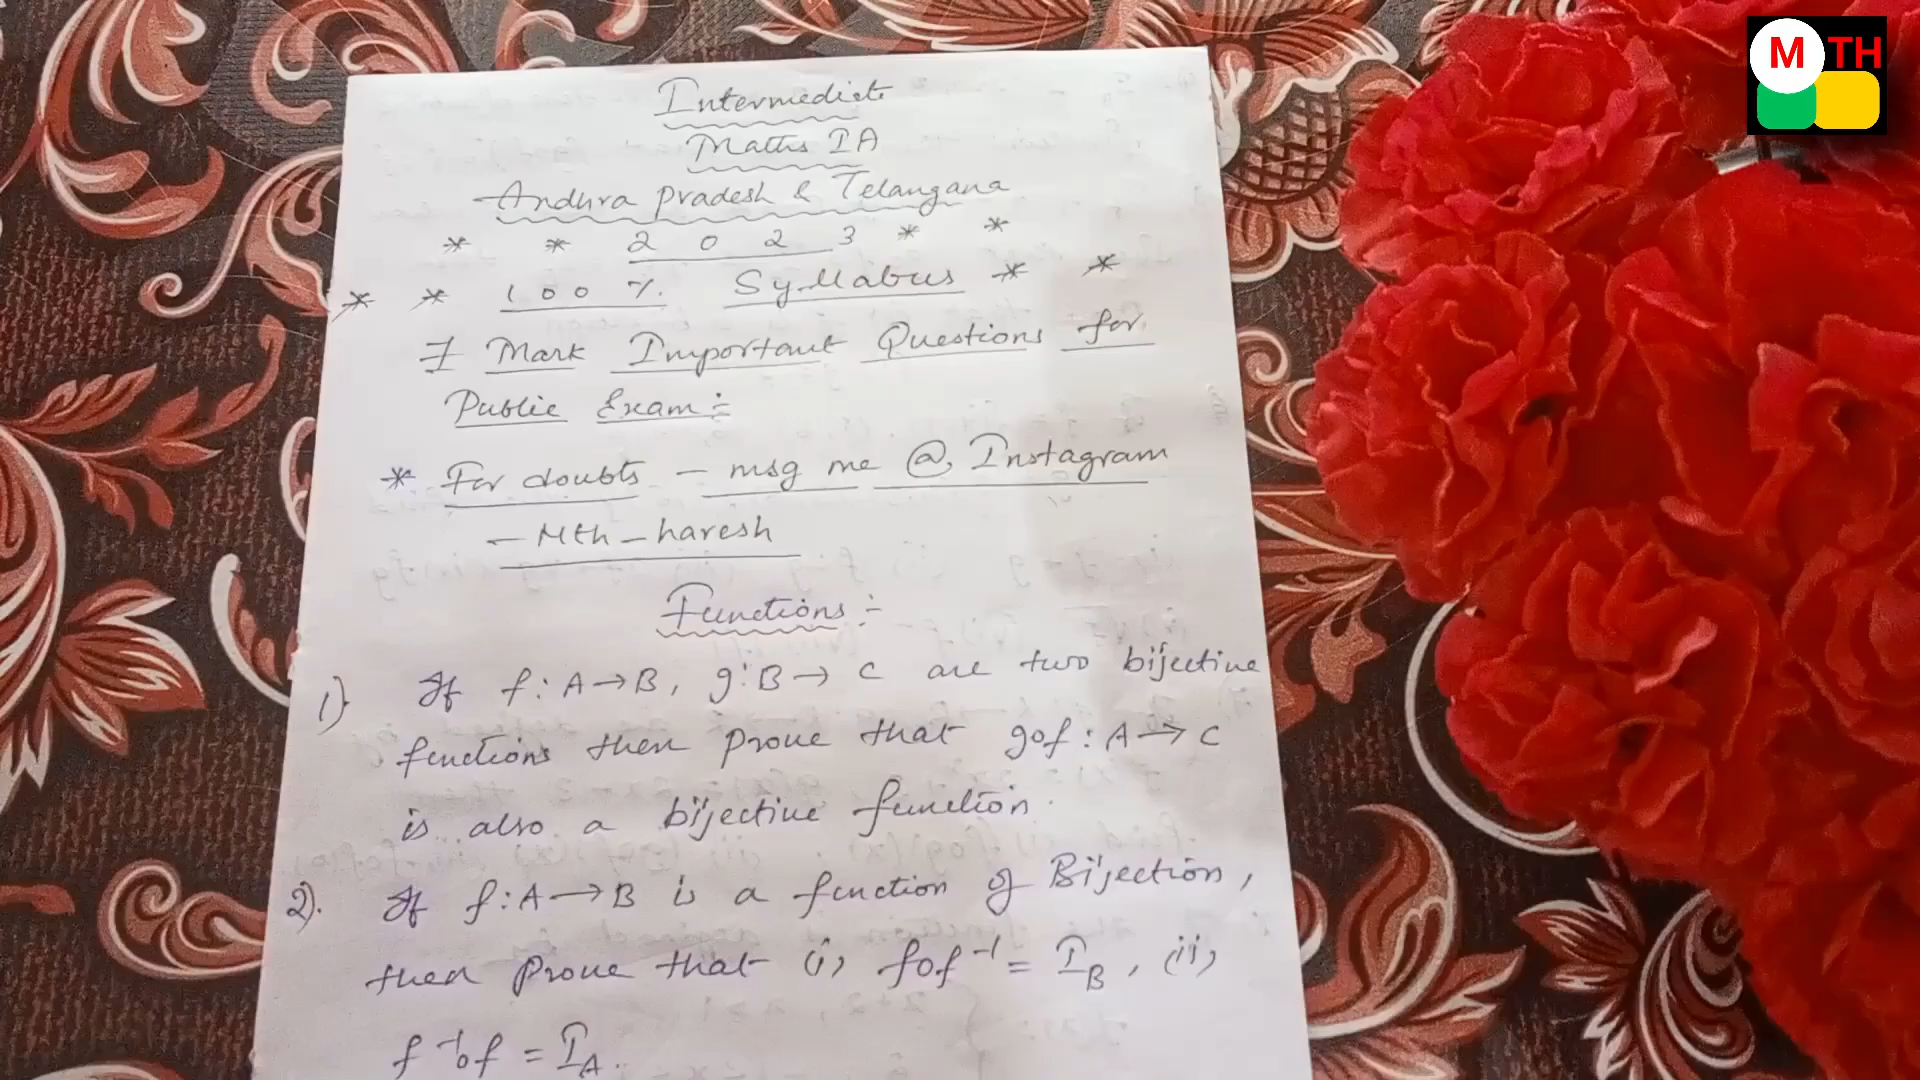 Intermediate
Maths IA
Andhra Pradesh & Telangana
* * 2 0 2 3 * *
* * 100 %. Syllabus * *
7 Mark Important Questions for
Public Exam :-
* For doubts - msg me @ Instagram
- Mth - haresh
Functions :-
1). If f : A → B, g : B → C are two bijective
functions then prove that gof : A → C
is also a bijective function.
2). If f : A → B is a function of Bijection,
then prove that (i) fof⁻¹ = I_B, (ii)
f⁻¹of = I_A.
M TH